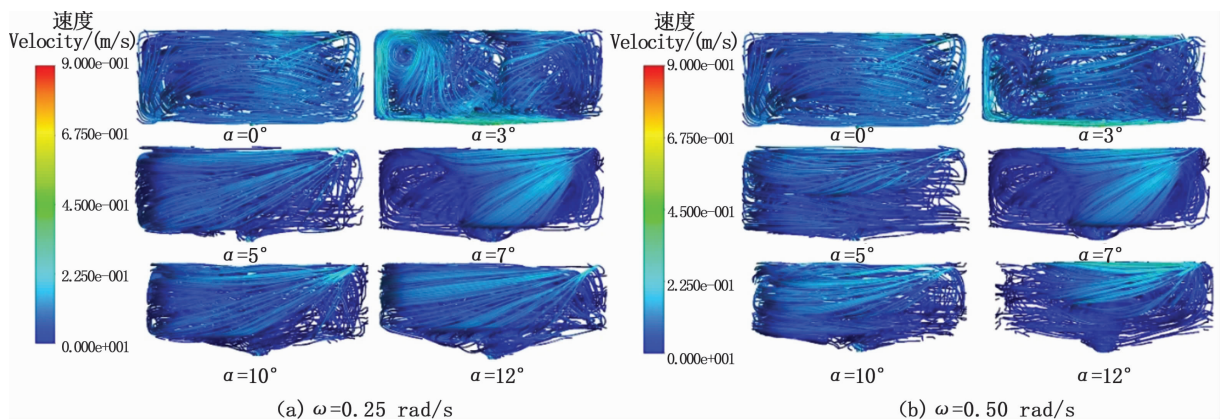 速度
Velocity/(m/s)
9.000e-001
6.750e-001
4.500e-001
2.250e-001
0.000e+001
α=0°
α=3°
α=5°
α=7°
α=10°
α=12°
(a) ω=0.25 rad/s
速度
Velocity/(m/s)
9.000e-001
6.750e-001
4.500e-001
2.250e-001
0.000e+001
α=0°
α=3°
α=5°
α=7°
α=10°
α=12°
(b) ω=0.50 rad/s